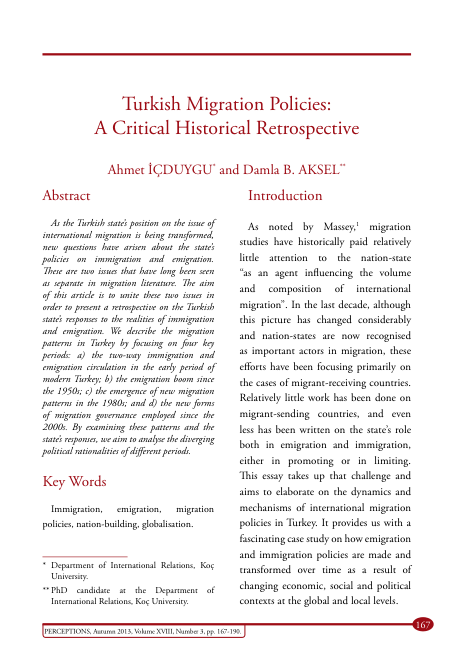 Turkish Migration Policies:
A Critical Historical Retrospective
Ahmet İÇDUYGU* and Damla B. AKSEL**
Abstract
As the Turkish state's position on the issue of
international migration is being transformed,
new questions have arisen about the state's
policies on immigration and emigration.
These are two issues that have long been seen
as separate in migration literature. The aim
of this article is to unite these two issues in
order to present a retrospective on the Turkish
state's responses to the realities of immigration
and emigration. We describe the migration
patterns in Turkey by focusing on four key
periods: a) the two-way immigration and
emigration circulation in the early period of
modern Turkey; b) the emigration boom since
the 1950s; c) the emergence of new migration
patterns in the 1980s; and d) the new forms
of migration governance employed since the
2000s. By examining these patterns and the
state's responses, we aim to analyse the diverging
political rationalities of different periods.
Key Words
Immigration, emigration, migration
policies, nation-building, globalisation.
* Department of International Relations, Koç
University.
** PhD candidate at the Department of
International Relations, Koç University.
Introduction
As noted by Massey,1 migration
studies have historically paid relatively
little attention to the nation-state
"as an agent influencing the volume
and composition of international
migration". In the last decade, although
this picture has changed considerably
and nation-states are now recognised
as important actors in migration, these
efforts have been focusing primarily on
the cases of migrant-receiving countries.
Relatively little work has been done on
migrant-sending countries, and even
less has been written on the state's role
both in emigration and immigration,
either in promoting or in limiting.
This essay takes up that challenge and
aims to elaborate on the dynamics and
mechanisms of international migration
policies in Turkey. It provides us with a
fascinating case study on how emigration
and immigration policies are made and
transformed over time as a result of
changing economic, social and political
contexts at the global and local levels.
167
PERCEPTIONS, Autumn 2013, Volume XVIII, Number 3, pp. 167-190.